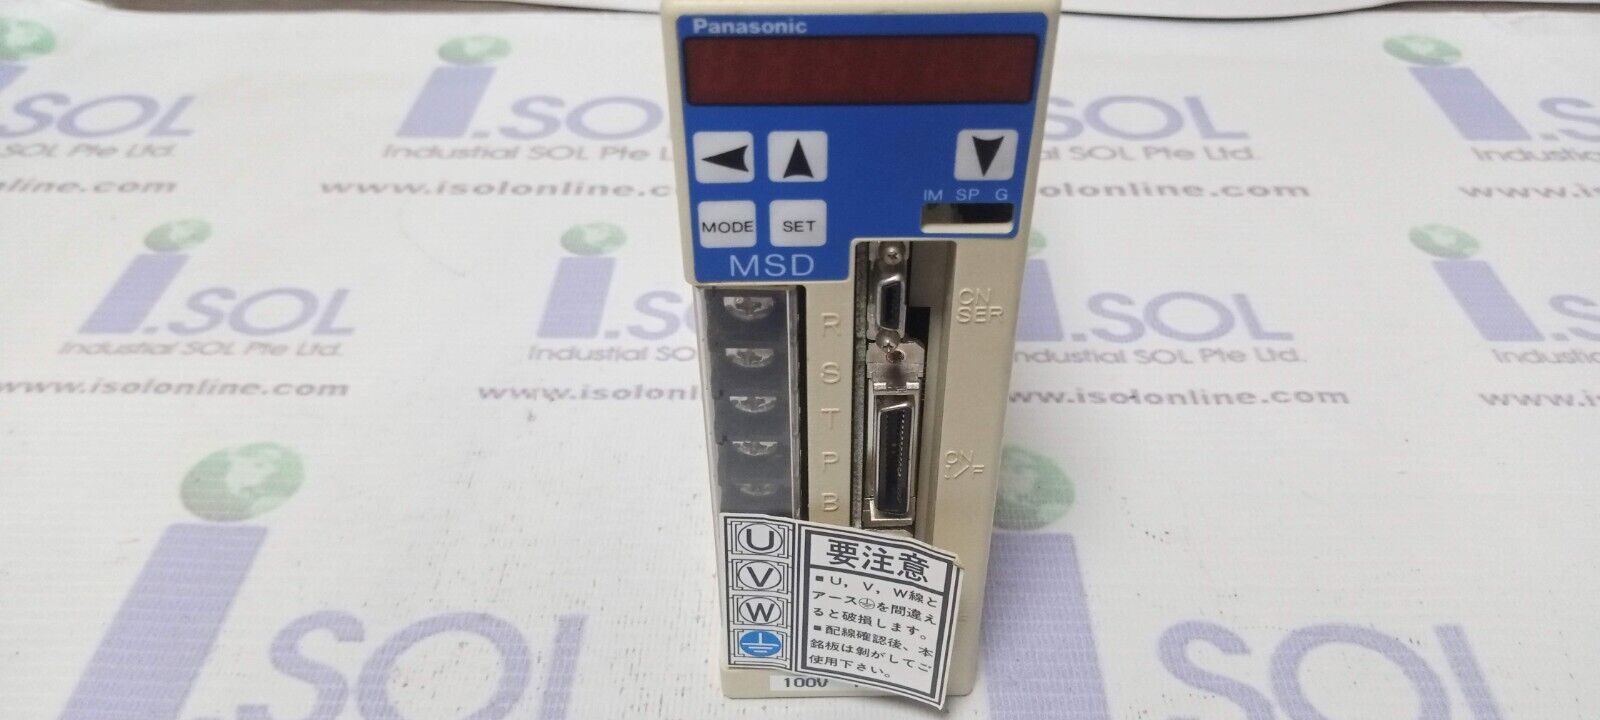 Panasonic
IM SP G
MODE SET
MSD
R
S
T
P
B
CN
SER
CN
I/F
U
V
W
要注意
■U，V，W線と
アース⏚を間違え
ると破損します。
■配線確認後、本
銘板は剝がしてご
使用下さい。
100V
i.SOL
Industial SOL Pte Ltd.
www.isolonline.com